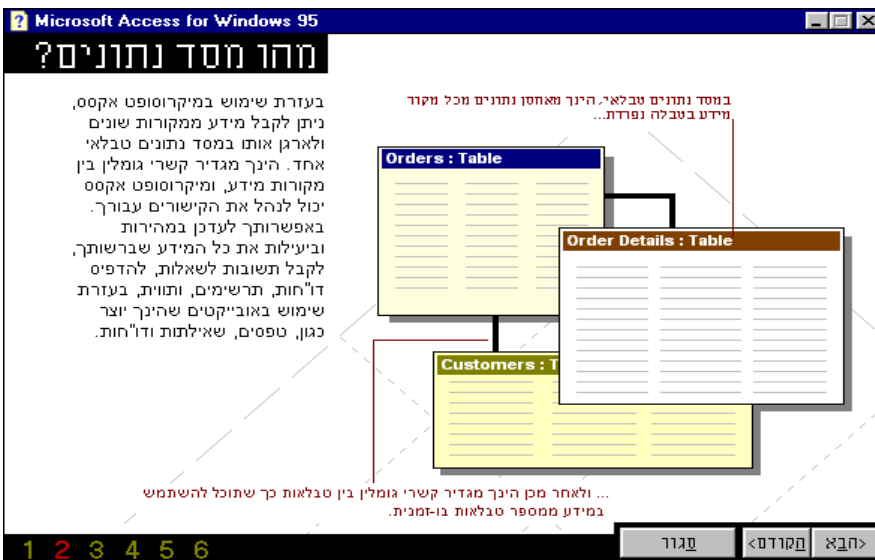 Microsoft Access for Windows 95
מהו מסד נתונים?
בעזרת שימוש במיקרוסופט אקסס,
ניתן לקבל מידע ממקורות שונים
ולארגן אותו במסד נתונים טבלאי
אחד. הינך מגדיר קשרי גומלין בין
מקורות מידע, ומיקרוסופט אקסס
יכול לנהל את הקישורים עבורך.
באפשרותך לעדכן במהירות
וביעילות את כל המידע שברשותך,
לקבל תשובות לשאלות, להדפיס
דו"חות, תרשימים, ותווית, בעזרת
שימוש באובייקטים שהינך יוצר
כגון, טפסים, שאילתות ודו"חות.
במסד נתונים טבלאי, הינך מאחסן נתונים מכל מקור
מידע בטבלה נפרדת...
Orders : Table
Order Details : Table
Customers : T
... ולאחר מכן הינך מגדיר קשרי גומלין בין טבלאות כך שתוכל להשתמש
במידע ממספר טבלאות בו-זמנית.
1 2 3 4 5 6
סגור
הקודם>
<הבא